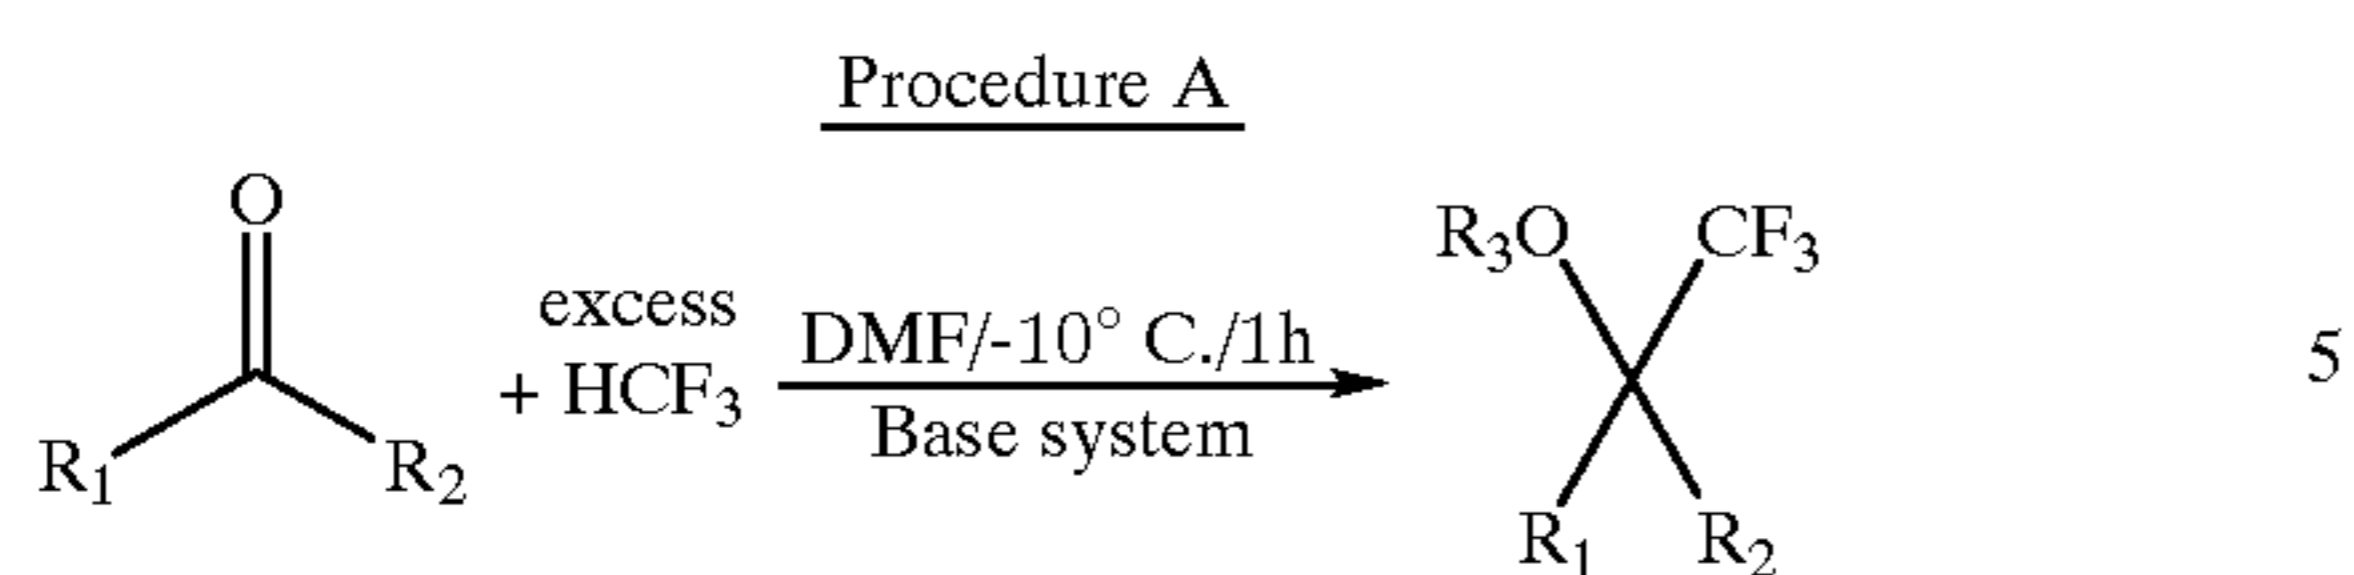 Procedure A
O
R₁
R₂
excess
+ HCF₃
DMF/-10° C./1h
Base system
R₃O
CF₃
R₁
R₂
5